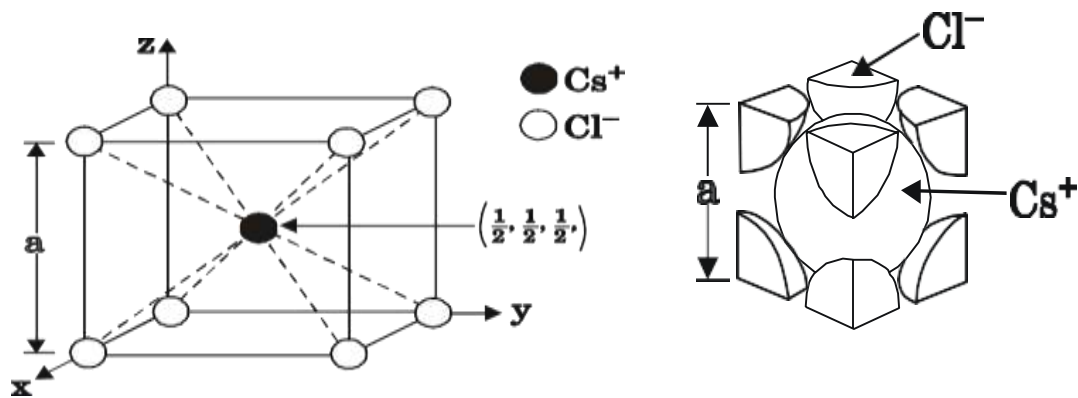 z
Cs⁺
Cl⁻
a
(1/2, 1/2, 1/2,)
y
x
Cl⁻
a
Cs⁺